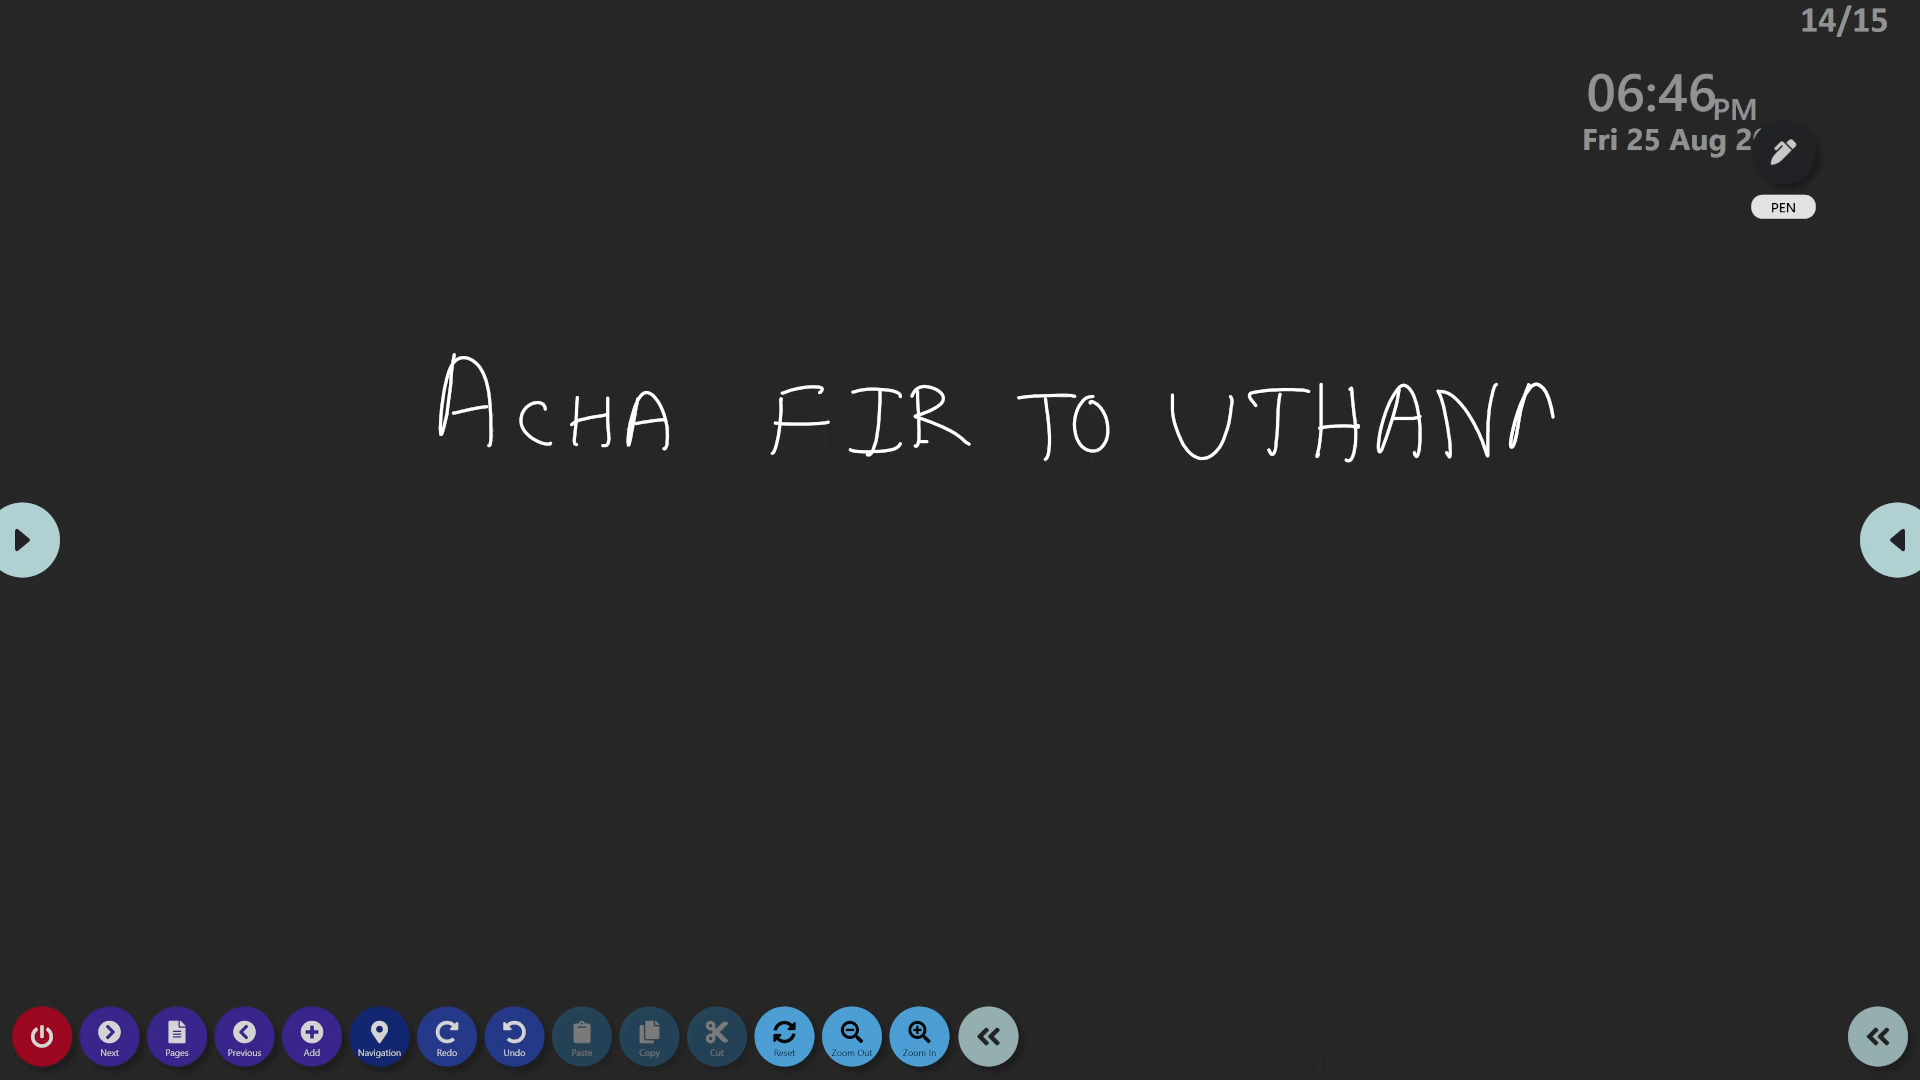 14/15
06:46PM
Fri 25 Aug
PEN
ACHA FIR TO UTHAN
Next Pages Previous Add Navigation Redo Undo Paste Copy Cut Reset Zoom Out Zoom In